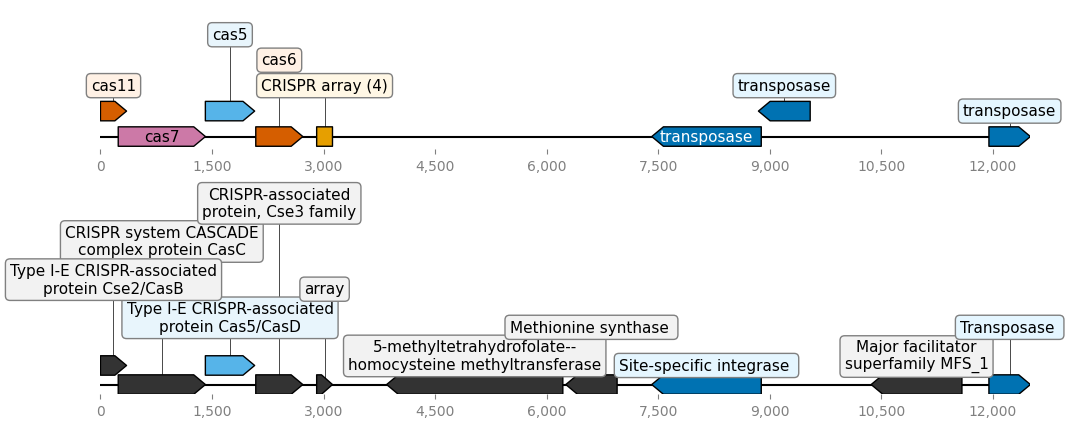 cas5
cas6
cas11
CRISPR array (4)
transposase
transposase
cas7
transposase
0
1,500
3,000
4,500
6,000
7,500
9,000
10,500
12,000
CRISPR-associated
protein, Cse3 family
CRISPR system CASCADE
complex protein CasC
Type I-E CRISPR-associated
protein Cse2/CasB
array
Type I-E CRISPR-associated
protein Cas5/CasD
Methionine synthase
Transposase
5-methyltetrahydrofolate--
homocysteine methyltransferase
Site-specific integrase
Major facilitator
superfamily MFS_1
0
1,500
3,000
4,500
6,000
7,500
9,000
10,500
12,000